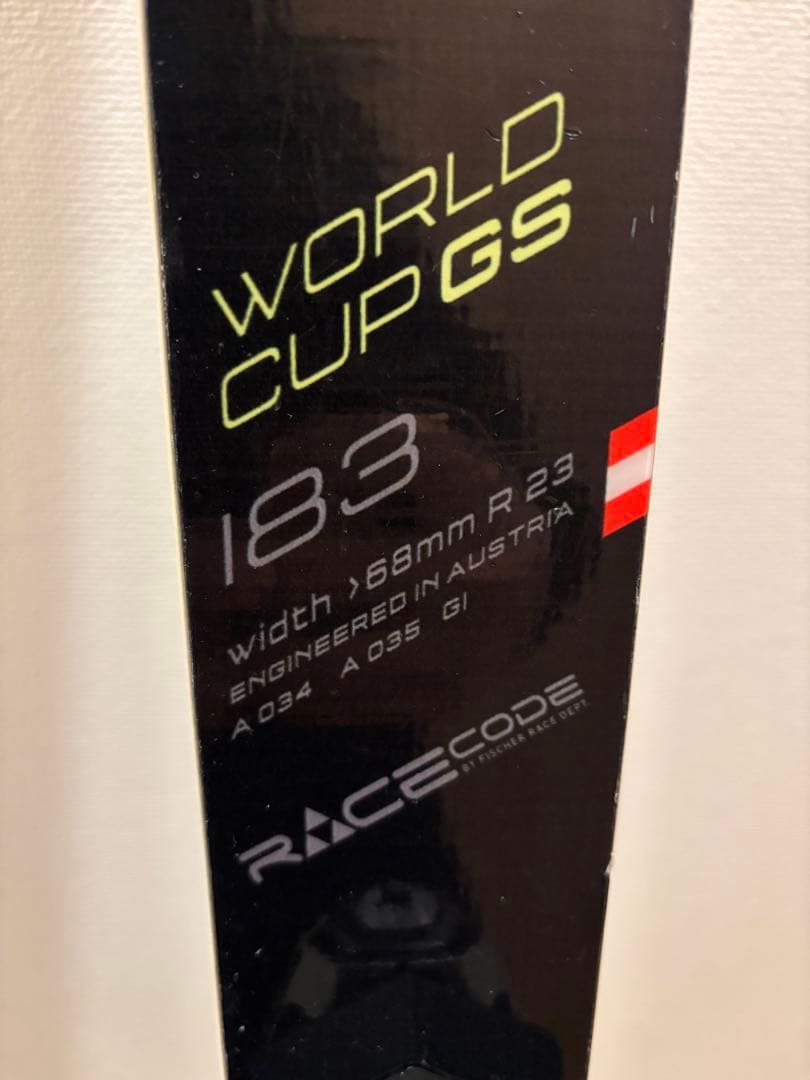 WORLD
CUP GS
183
width >68mm R 23
ENGINEERED IN AUSTRIA
A 034 A 035 GI
RACECODE
BY FISCHER RACE DEPT.